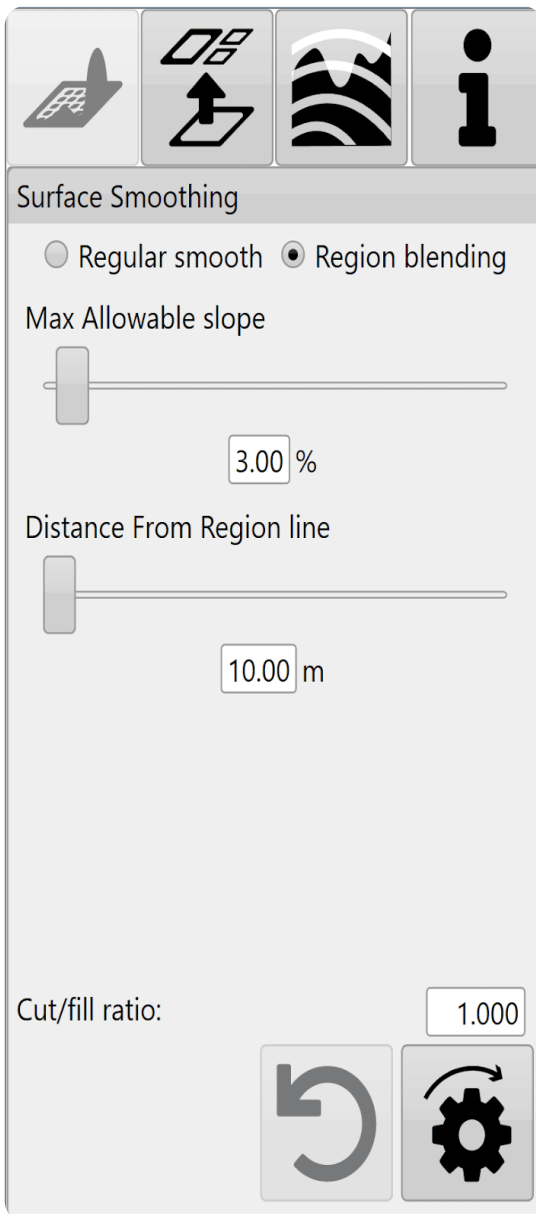 Surface Smoothing
Regular smooth Region blending
Max Allowable slope
3.00 %
Distance From Region line
10.00 m
Cut/fill ratio: 1.000